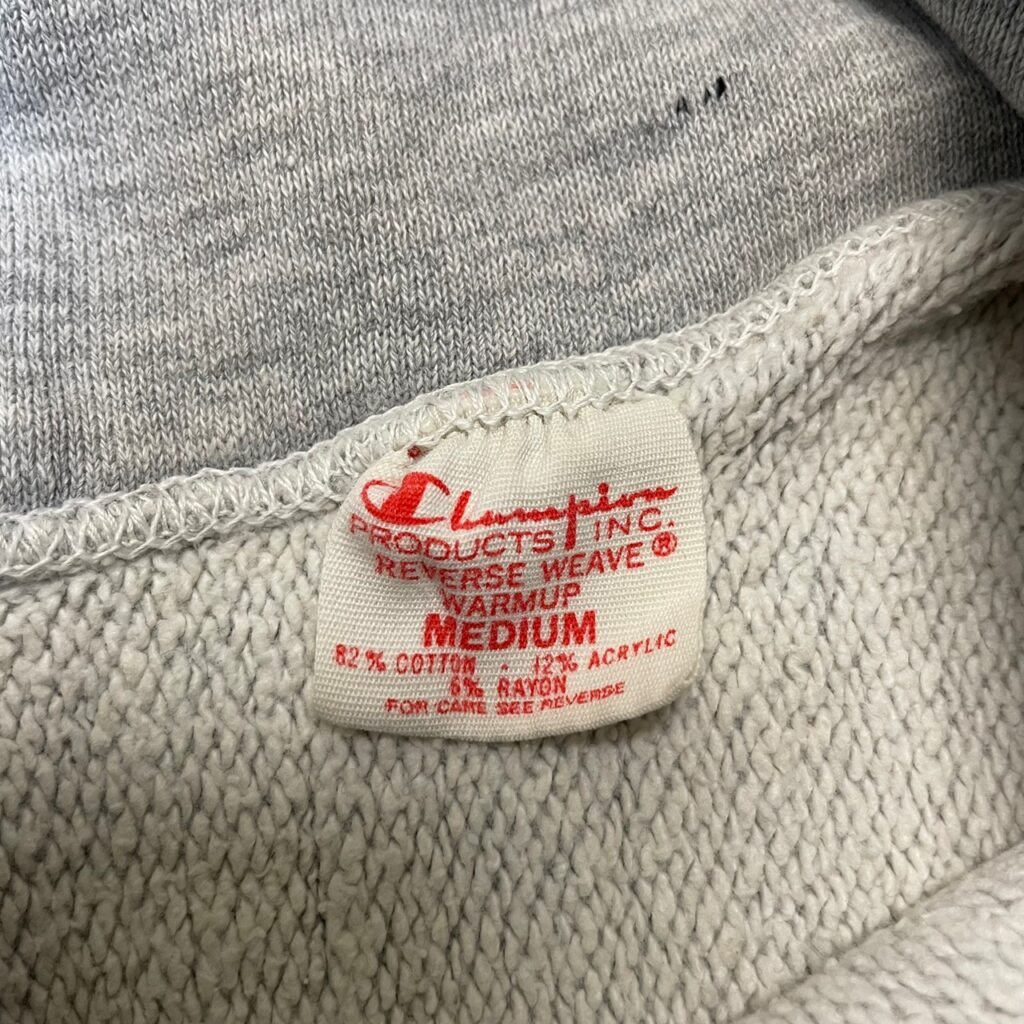 Champion
PRODUCTS INC.
REVERSE WEAVE ®
WARMUP
MEDIUM
82% COTTON · 12% ACRYLIC
6% RAYON
FOR CARE SEE REVERSE